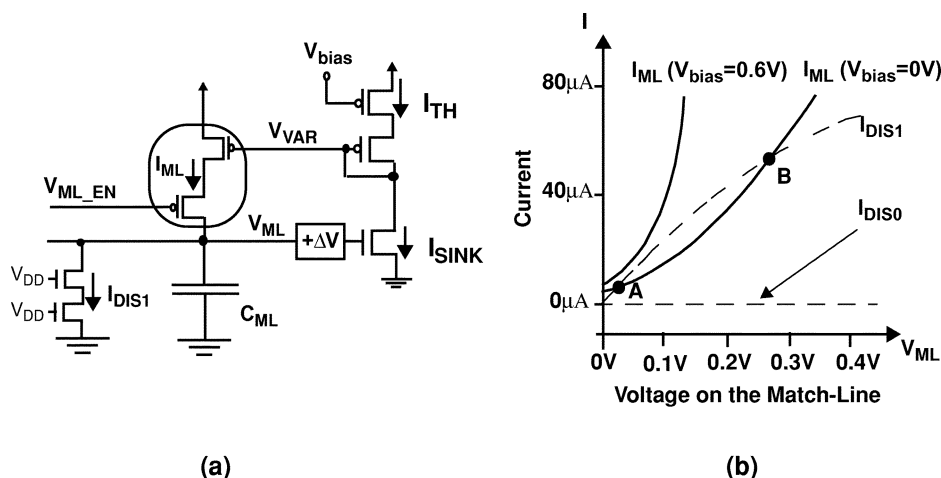 V_bias
I_TH
V_VAR
I_ML
V_ML_EN
V_ML
+ΔV
I_SINK
V_DD
I_DIS1
V_DD
C_ML
(a)
I
80µA
I_ML (V_bias=0.6V)
I_ML (V_bias=0V)
I_DIS1
B
40µA
Current
I_DIS0
A
0µA
V_ML
0V
0.1V
0.2V
0.3V
0.4V
Voltage on the Match-Line
(b)